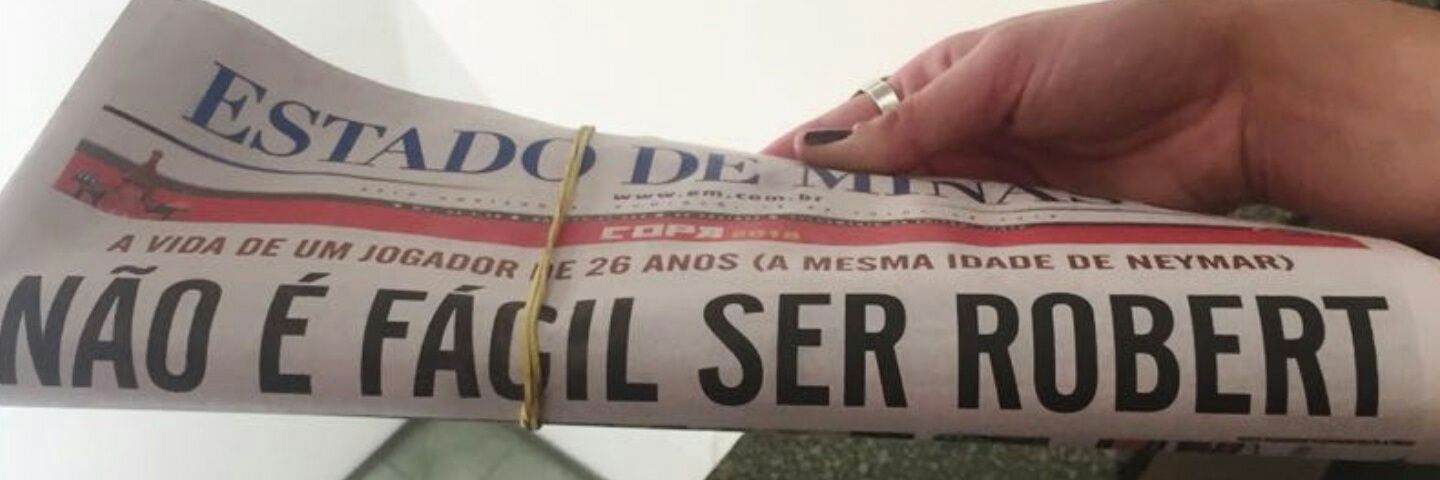 ESTADO DE MINAS
www.em.com.br
COPA 2018
A VIDA DE UM JOGADOR DE 26 ANOS (A MESMA IDADE DE NEYMAR)
NÃO É FÁCIL SER ROBERT